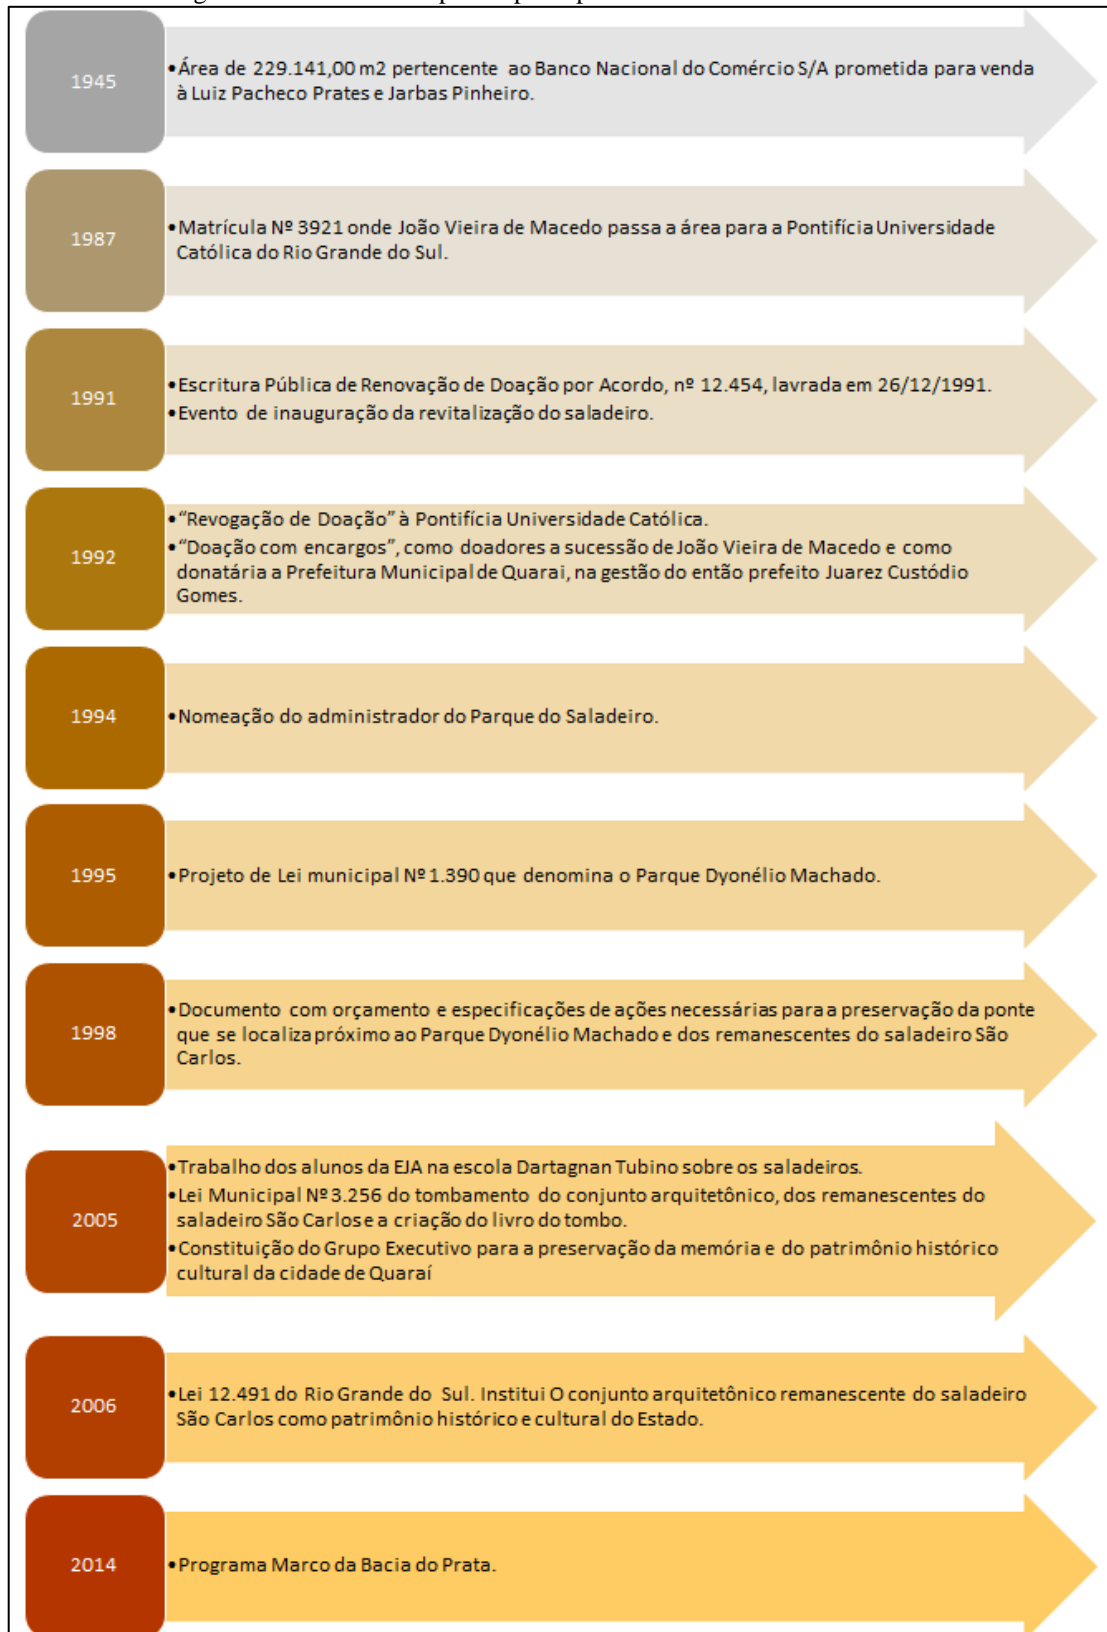 1945
•Área de 229.141,00 m2 pertencente ao Banco Nacional do Comércio S/A prometida para venda
à Luiz Pacheco Prates e Jarbas Pinheiro.
1987
•Matrícula Nº 3921 onde João Vieira de Macedo passa a área para a Pontifícia Universidade
Católica do Rio Grande do Sul.
1991
•Escritura Pública de Renovação de Doação por Acordo, nº 12.454, lavrada em 26/12/1991.
•Evento de inauguração da revitalização do saladeiro.
1992
•“Revogação de Doação” à Pontifícia Universidade Católica.
•“Doação com encargos”, como doadores a sucessão de João Vieira de Macedo e como
donatária a Prefeitura Municipal de Quarai, na gestão do então prefeito Juarez Custódio
Gomes.
1994
•Nomeação do administrador do Parque do Saladeiro.
1995
•Projeto de Lei municipal Nº 1.390 que denomina o Parque Dyonélio Machado.
1998
•Documento com orçamento e especificações de ações necessárias para a preservação da ponte
que se localiza próximo ao Parque Dyonélio Machado e dos remanescentes do saladeiro São
Carlos.
2005
•Trabalho dos alunos da EJA na escola Dartagnan Tubino sobre os saladeiros.
•Lei Municipal Nº 3.256 do tombamento do conjunto arquitetônico, dos remanescentes do
saladeiro São Carlos e a criação do livro do tombo.
•Constituição do Grupo Executivo para a preservação da memória e do patrimônio histórico
cultural da cidade de Quaraí
2006
•Lei 12.491 do Rio Grande do Sul. Institui O conjunto arquitetônico remanescente do saladeiro
São Carlos como patrimônio histórico e cultural do Estado.
2014
•Programa Marco da Bacia do Prata.